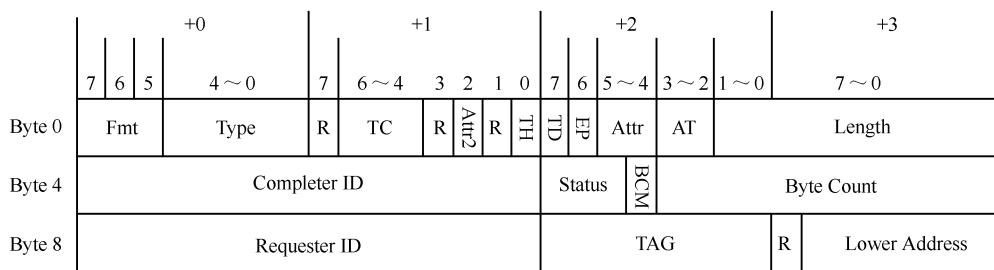 +0 +1 +2 +3
7 6 5 4～0 7 6～4 3 2 1 0 7 6 5～4 3～2 1～0 7～0
Byte 0 Fmt Type R TC R Attr2 R TH TD EP Attr AT Length
Byte 4 Completer ID Status BCM Byte Count
Byte 8 Requester ID TAG R Lower Address